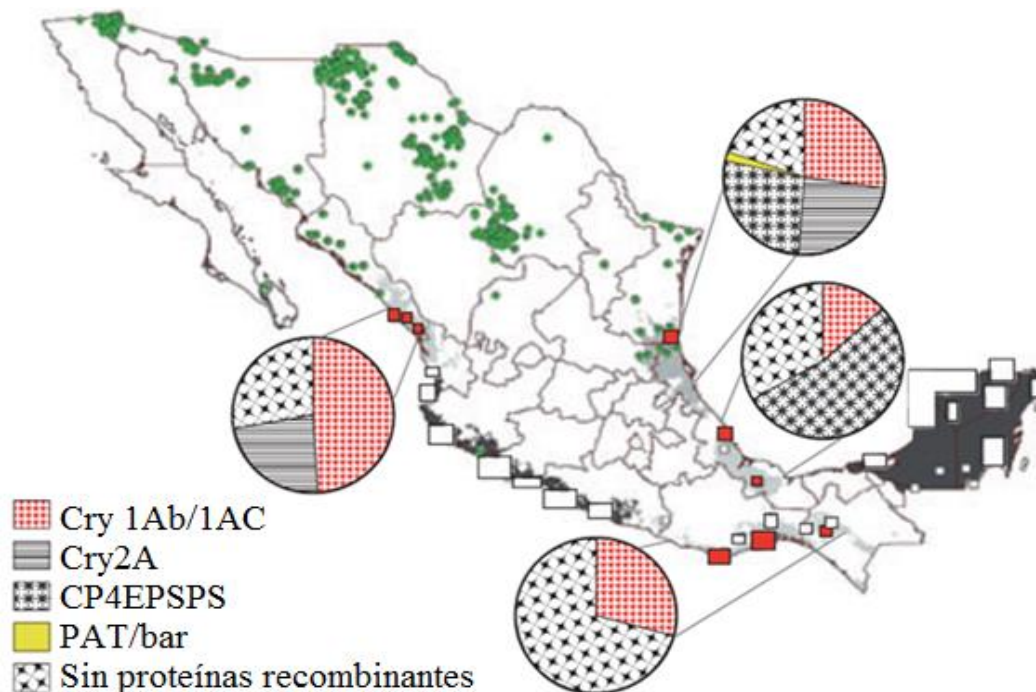 Cry 1Ab/1AC
Cry2A
CP4EPSPS
PAT/bar
Sin proteínas recombinantes